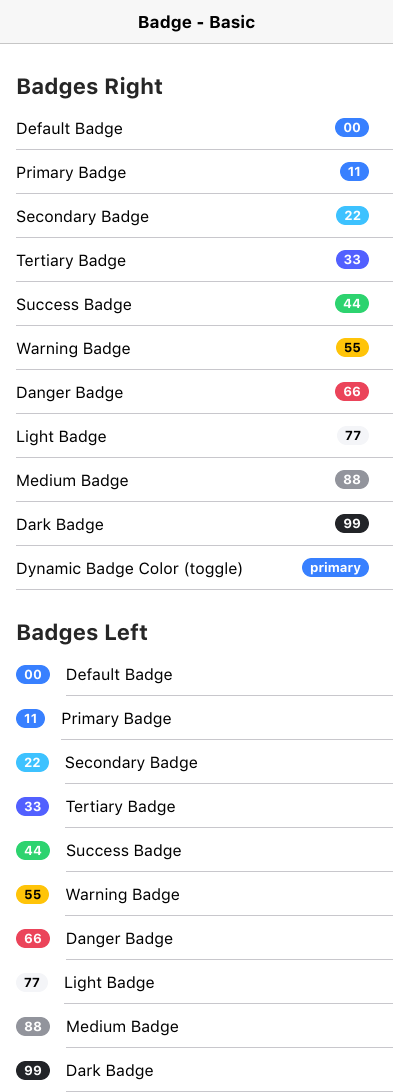 Badge - Basic
Badges Right
Default Badge 00
Primary Badge 11
Secondary Badge 22
Tertiary Badge 33
Success Badge 44
Warning Badge 55
Danger Badge 66
Light Badge 77
Medium Badge 88
Dark Badge 99
Dynamic Badge Color (toggle) primary
Badges Left
00 Default Badge
11 Primary Badge
22 Secondary Badge
33 Tertiary Badge
44 Success Badge
55 Warning Badge
66 Danger Badge
77 Light Badge
88 Medium Badge
99 Dark Badge